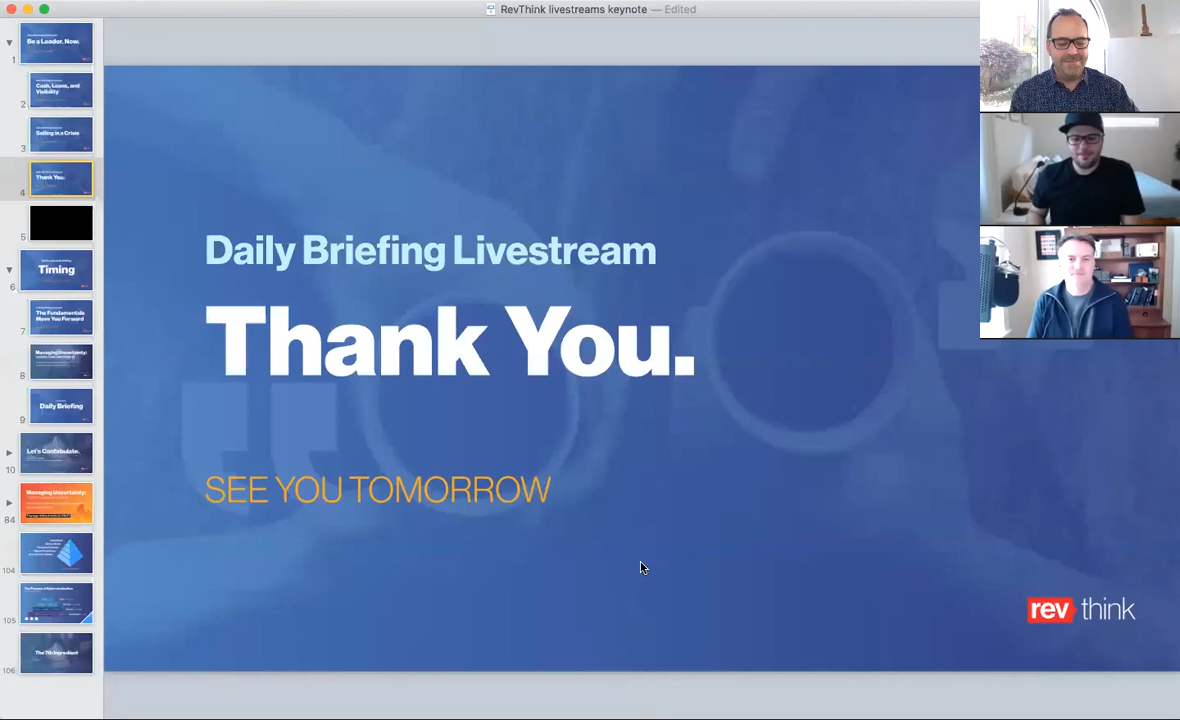 RevThink livestreams keynote — Edited
1
Be a Leader. Now.
2
Cash, Loans, and
Visibility
3
Selling in a Crisis
4
Thank You.
5
6
Timing
7
The Fundamentals
Move You Forward
8
Managing Uncertainty:
9
Daily Briefing
10
Let's Confabulate.
84
Managing Uncertainty:
104
105
106
The 7th Ingredient
Daily Briefing Livestream
Thank You.
SEE YOU TOMORROW
rev think